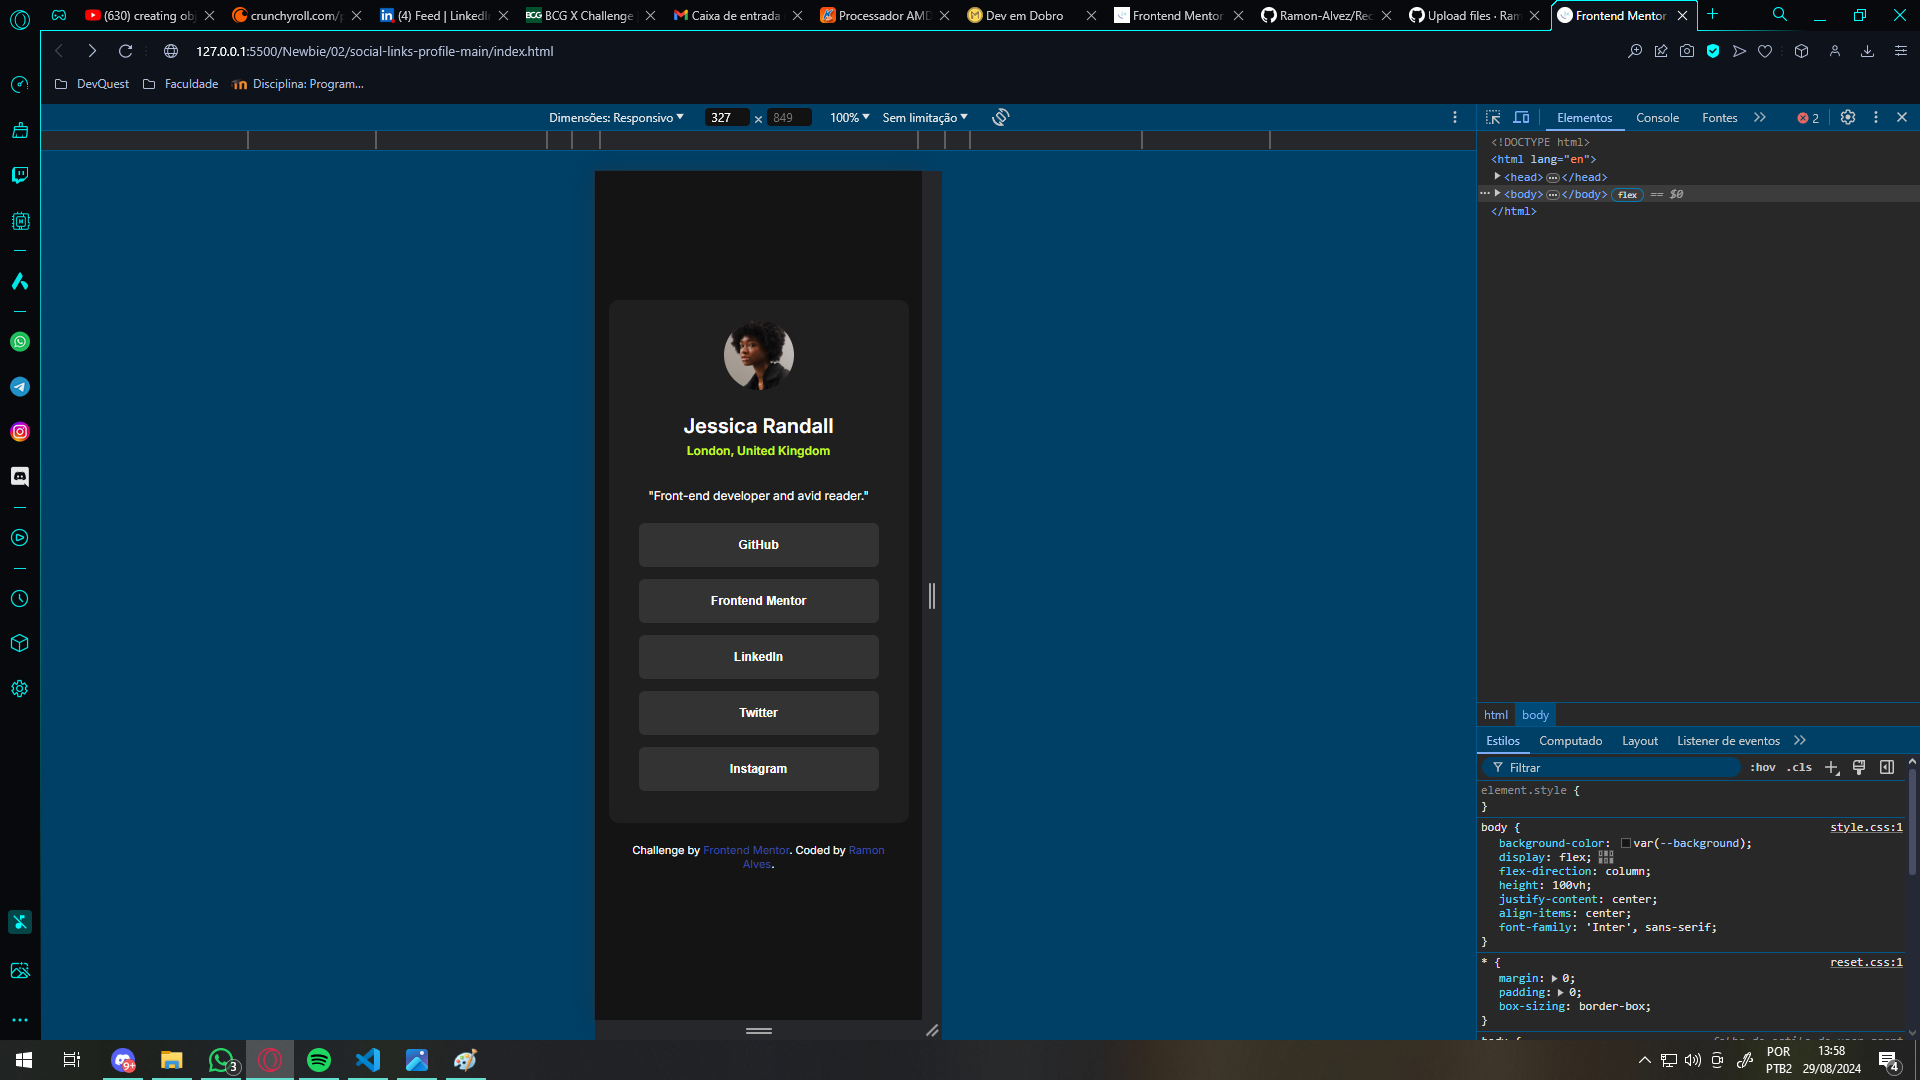 (630) creating obj
crunchyroll.com/p
(4) Feed | LinkedIn
BCG X Challenge
Caixa de entrada
Processador AMD
Dev em Dobro
Frontend Mentor
Ramon-Alvez/Rec
Upload files · Ram
Frontend Mentor
127.0.0.1:5500/Newbie/02/social-links-profile-main/index.html
DevQuest
Faculdade
Disciplina: Program...
Dimensões: Responsivo
327 × 849
100%
Sem limitação
Elementos
Console
Fontes
2
<!DOCTYPE html>
<html lang="en">
<head> </head>
<body> </body> flex == $0
</html>
Jessica Randall
London, United Kingdom
"Front-end developer and avid reader."
GitHub
Frontend Mentor
LinkedIn
Twitter
Instagram
Challenge by Frontend Mentor. Coded by Ramon
Alves.
html body
Estilos Computado Layout Listener de eventos
Filtrar :hov .cls
element.style {
}
body { style.css:1
background-color: var(--background);
display: flex;
flex-direction: column;
height: 100vh;
justify-content: center;
align-items: center;
font-family: 'Inter', sans-serif;
}
* { reset.css:1
margin: 0;
padding: 0;
box-sizing: border-box;
}
9+
3
POR
PTB2
13:58
29/08/2024
4